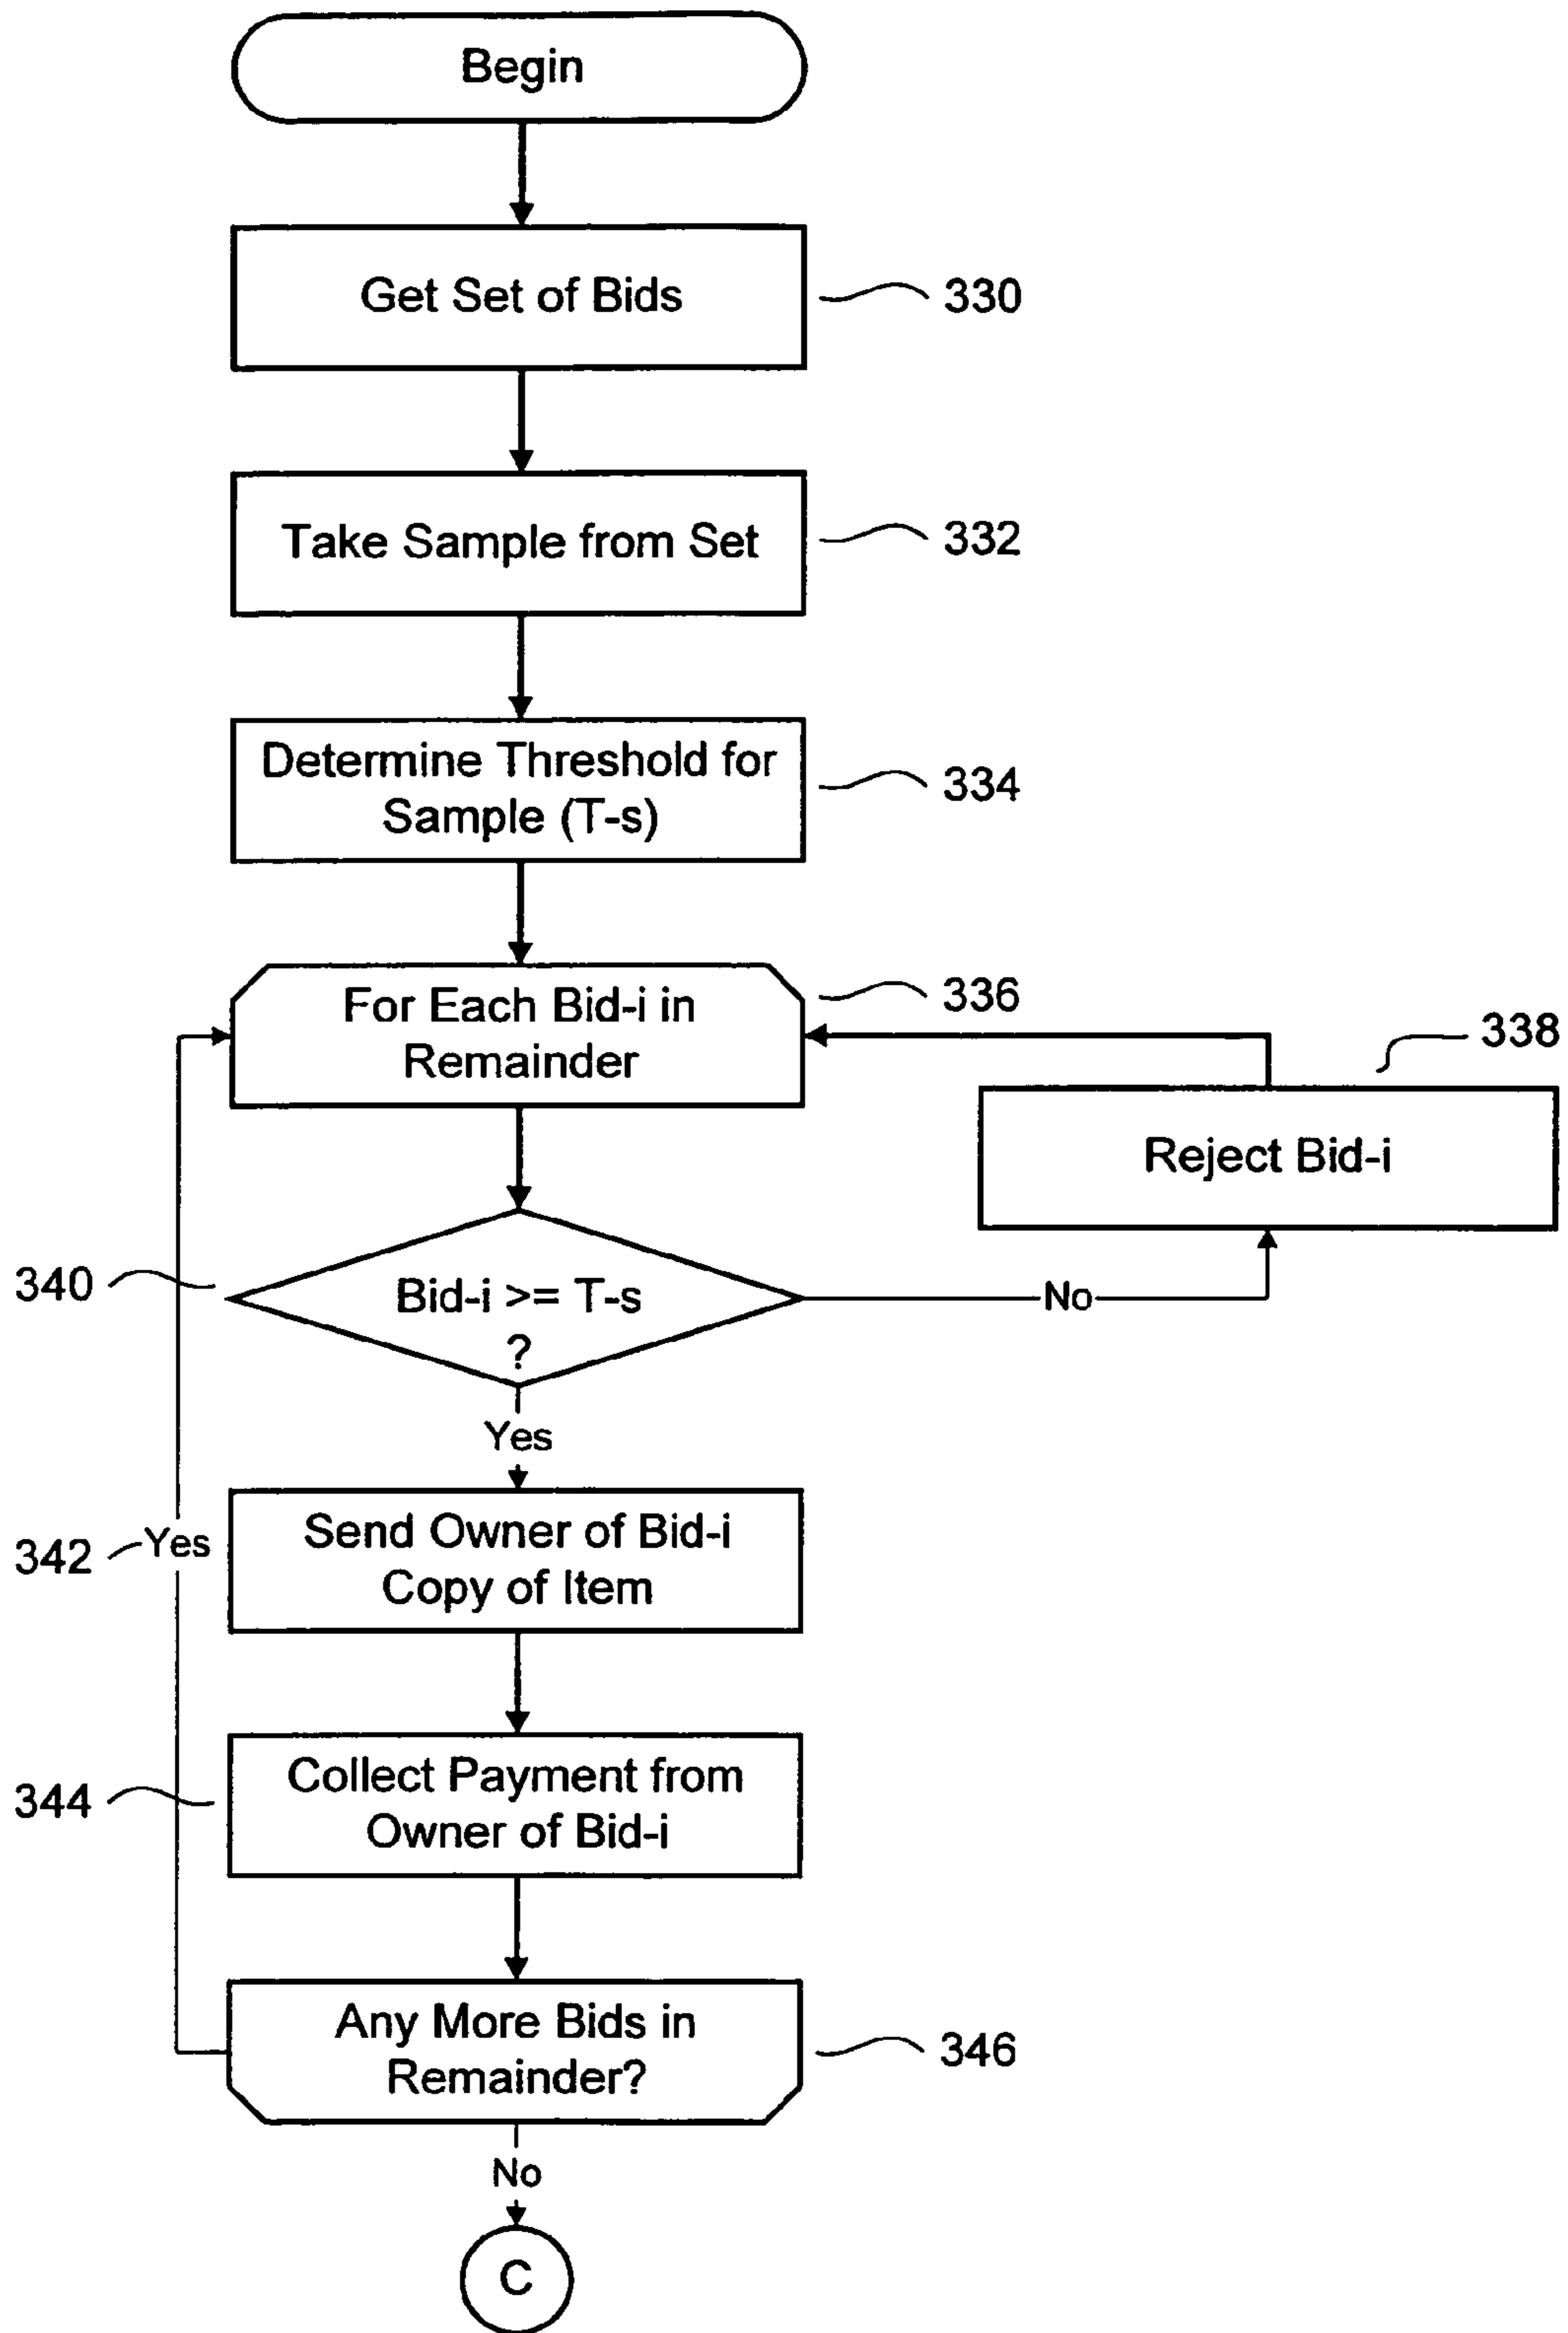 Begin
Get Set of Bids
330
Take Sample from Set
332
Determine Threshold for
Sample (T-s)
334
For Each Bid-i in
Remainder
336
338
Reject Bid-i
340
Bid-i >= T-s
?
No
Yes
342
Yes
Send Owner of Bid-i
Copy of Item
344
Collect Payment from
Owner of Bid-i
Any More Bids in
Remainder?
346
No
C